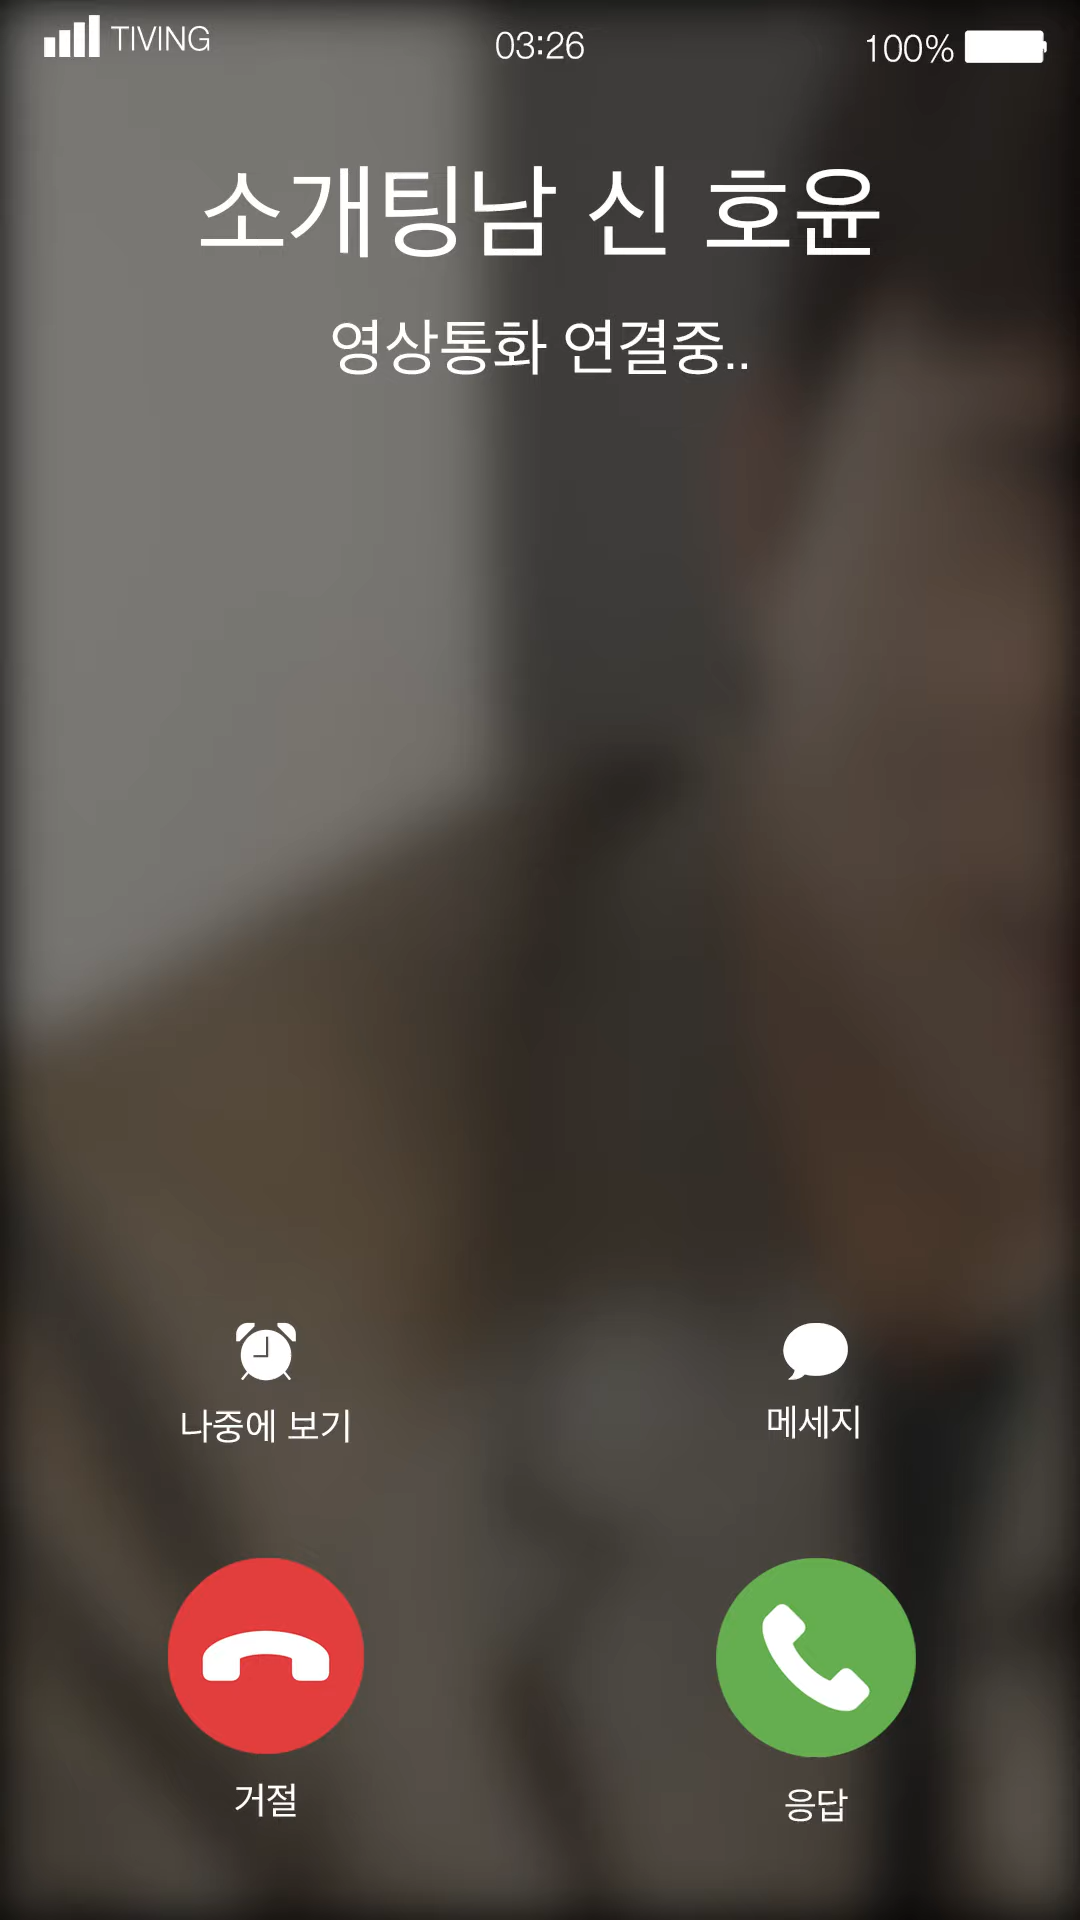 TIVING
03:26
100%
소개팅남 신 호윤
영상통화 연결중..
나중에 보기
메세지
거절
응답